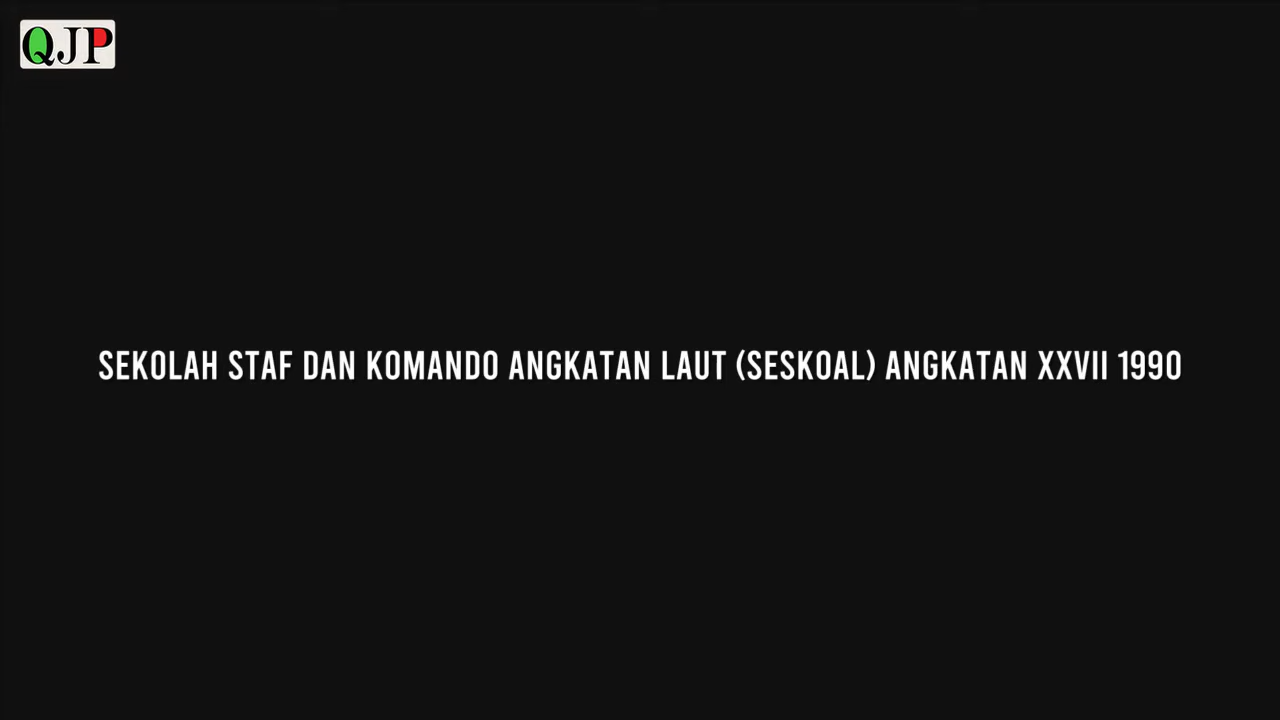 QJP
SEKOLAH STAF DAN KOMANDO ANGKATAN LAUT (SESKOAL) ANGKATAN XXVII 1990